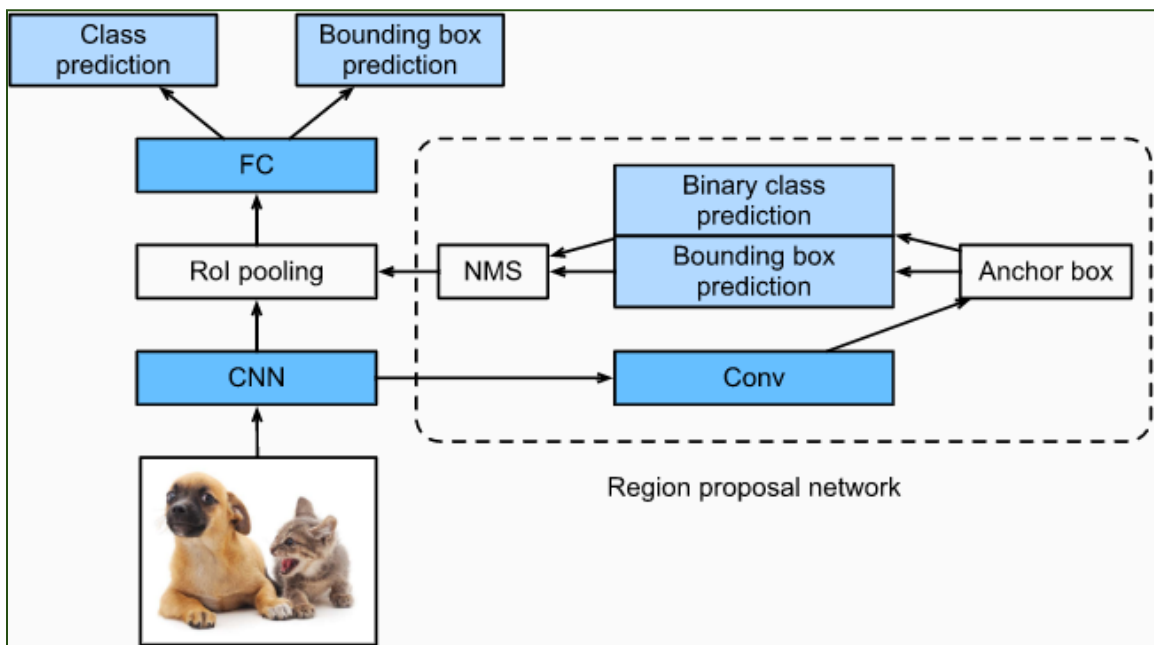 Class
prediction
Bounding box
prediction
FC
Binary class
prediction
RoI pooling
NMS
Bounding box
prediction
Anchor box
CNN
Conv
Region proposal network